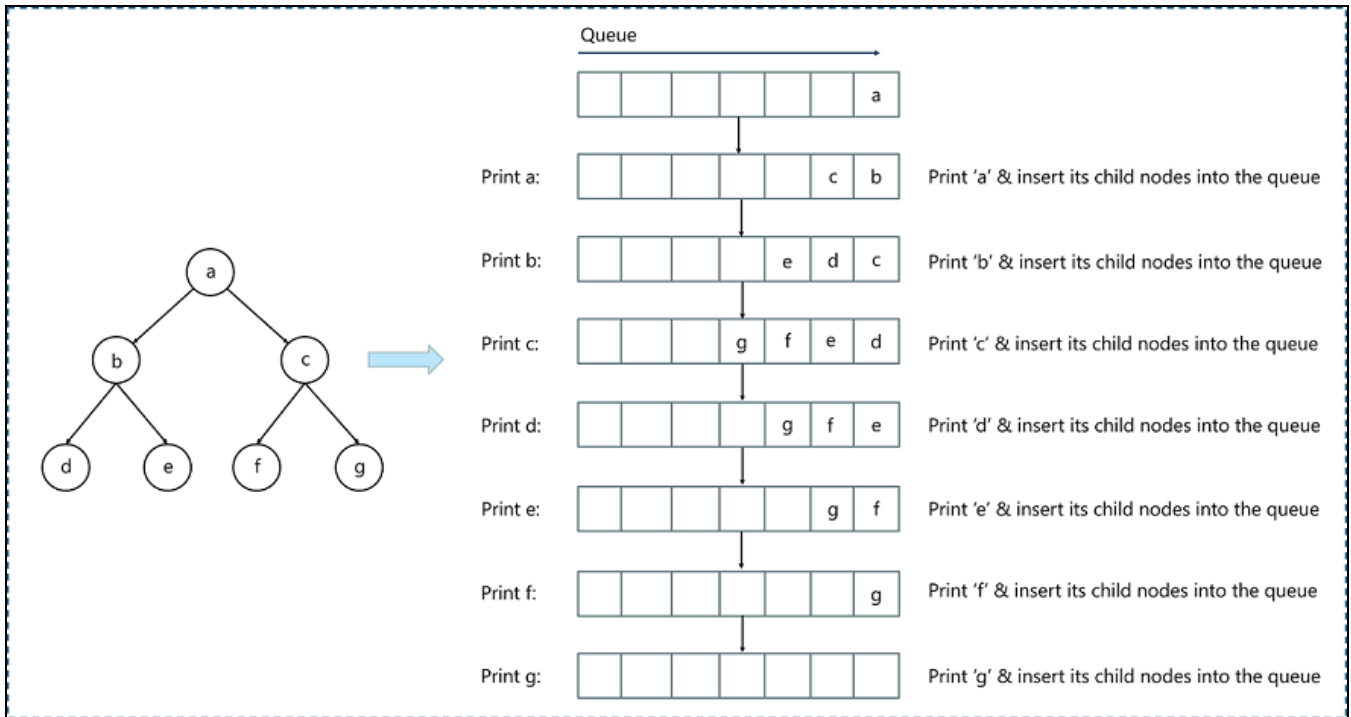 Queue
a
Print a:
c b
Print 'a' & insert its child nodes into the queue
Print b:
e d c
Print 'b' & insert its child nodes into the queue
Print c:
g f e d
Print 'c' & insert its child nodes into the queue
Print d:
g f e
Print 'd' & insert its child nodes into the queue
Print e:
g f
Print 'e' & insert its child nodes into the queue
Print f:
g
Print 'f' & insert its child nodes into the queue
Print g:
Print 'g' & insert its child nodes into the queue
a
b c
d e f g